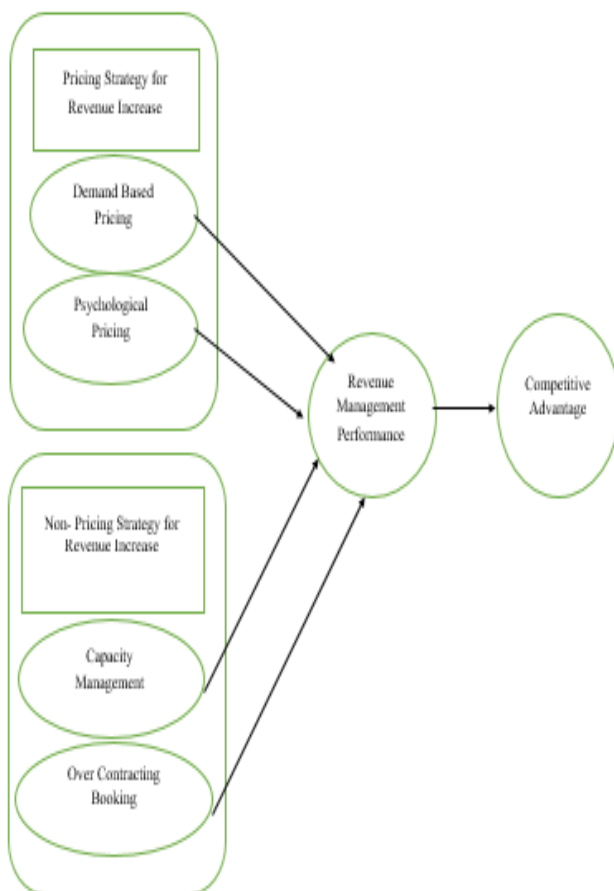 Pricing Strategy for
Revenue Increase
Demand Based
Pricing
Psychological
Pricing
Revenue
Management
Performance
Competitive
Advantage
Non- Pricing Strategy for
Revenue Increase
Capacity
Management
Over Contracting
Booking